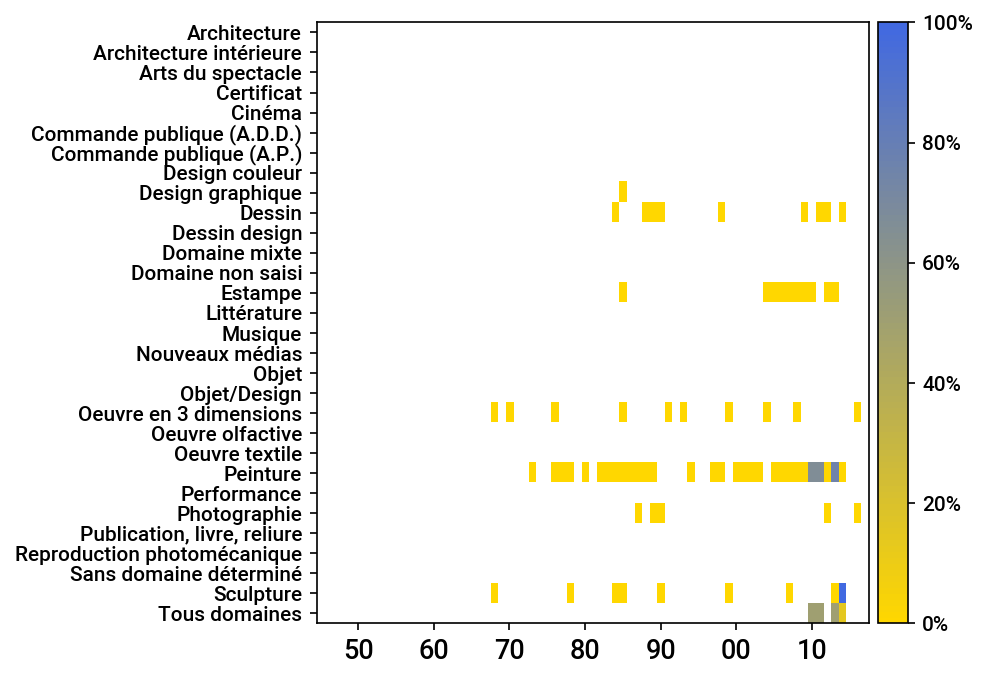 Architecture
Architecture intérieure
Arts du spectacle
Certificat
Cinéma
Commande publique (A.D.D.)
Commande publique (A.P.)
Design couleur
Design graphique
Dessin
Dessin design
Domaine mixte
Domaine non saisi
Estampe
Littérature
Musique
Nouveaux médias
Objet
Objet/Design
Oeuvre en 3 dimensions
Oeuvre olfactive
Oeuvre textile
Peinture
Performance
Photographie
Publication, livre, reliure
Reproduction photomécanique
Sans domaine déterminé
Sculpture
Tous domaines
50 60 70 80 90 00 10
100%
80%
60%
40%
20%
0%